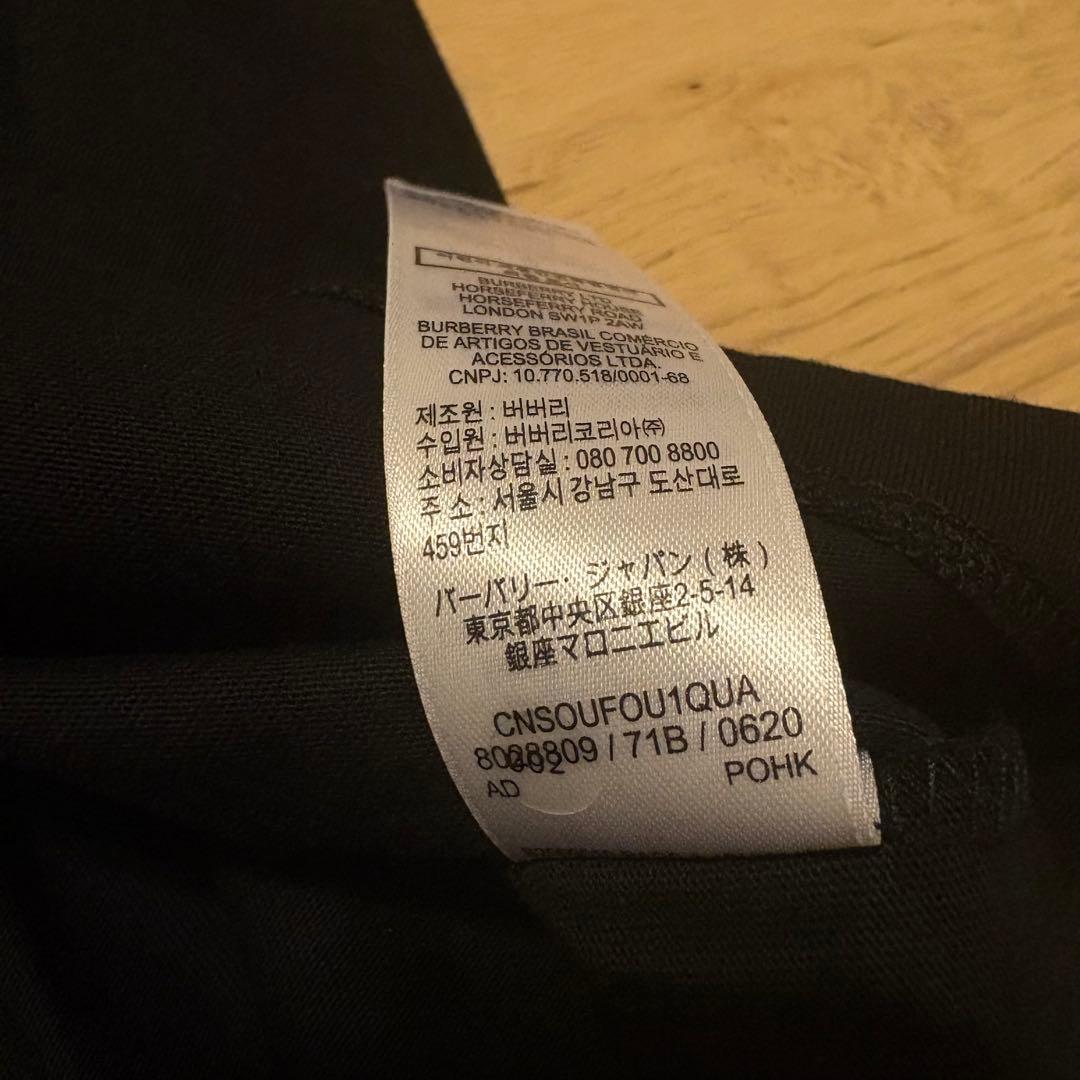 BURBERRY LTD
HORSEFERRY HOUSE
HORSEFERRY ROAD
LONDON SW1P 2AW
BURBERRY BRASIL COMÉRCIO
DE ARTIGOS DE VESTUÁRIO E
ACESSÓRIOS LTDA.
CNPJ: 10.770.518/0001-68
제조원 : 버버리
수입원 : 버버리코리아㈜
소비자상담실 : 080 700 8800
주 소 : 서울시 강남구 도산대로
459번지
バーバリー・ジャパン ( 株 )
東京都中央区銀座2-5-14
銀座マロニエビル
CNSOUFOU1QUA
/ 71B / 0620
AD
POHK